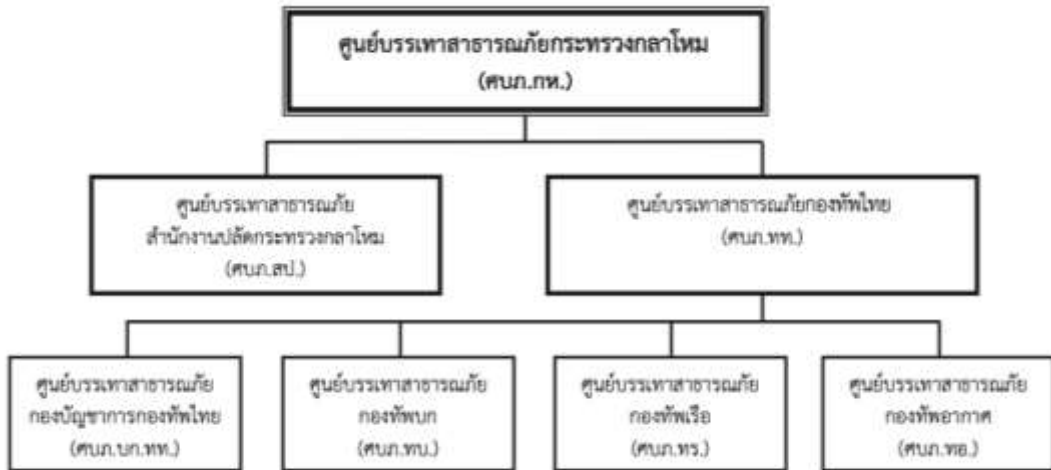 ศูนย์บรรเทาสาธารณภัยกระทรวงกลาโหม
(ศบภ.กห.)
ศูนย์บรรเทาสาธารณภัย
สำนักงานปลัดกระทรวงกลาโหม
(ศบภ.สป.)
ศูนย์บรรเทาสาธารณภัยกองทัพไทย
(ศบภ.ทท.)
ศูนย์บรรเทาสาธารณภัย
กองบัญชาการกองทัพไทย
(ศบภ.บก.ทท.)
ศูนย์บรรเทาสาธารณภัย
กองทัพบก
(ศบภ.ทบ.)
ศูนย์บรรเทาสาธารณภัย
กองทัพเรือ
(ศบภ.ทร.)
ศูนย์บรรเทาสาธารณภัย
กองทัพอากาศ
(ศบภ.ทอ.)